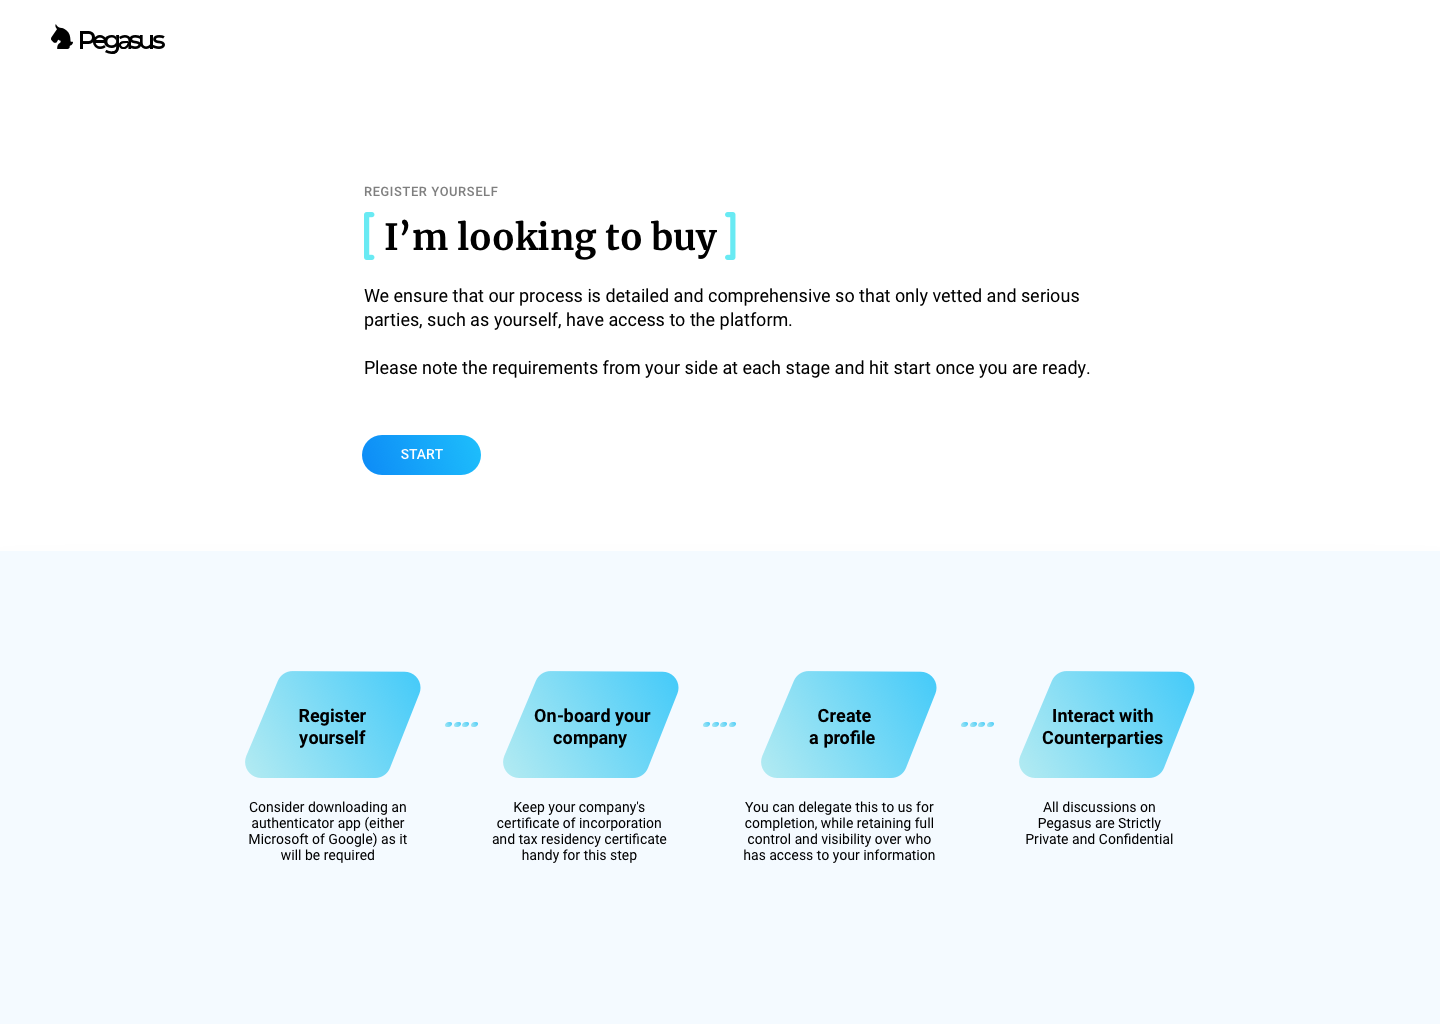 Pegasus
REGISTER YOURSELF
[ I’m looking to buy ]
We ensure that our process is detailed and comprehensive so that only vetted and serious
parties, such as yourself, have access to the platform.
Please note the requirements from your side at each stage and hit start once you are ready.
START
Register
yourself
On-board your
company
Create
a profile
Interact with
Counterparties
Consider downloading an
authenticator app (either
Microsoft of Google) as it
will be required
Keep your company's
certificate of incorporation
and tax residency certificate
handy for this step
You can delegate this to us for
completion, while retaining full
control and visibility over who
has access to your information
All discussions on
Pegasus are Strictly
Private and Confidential